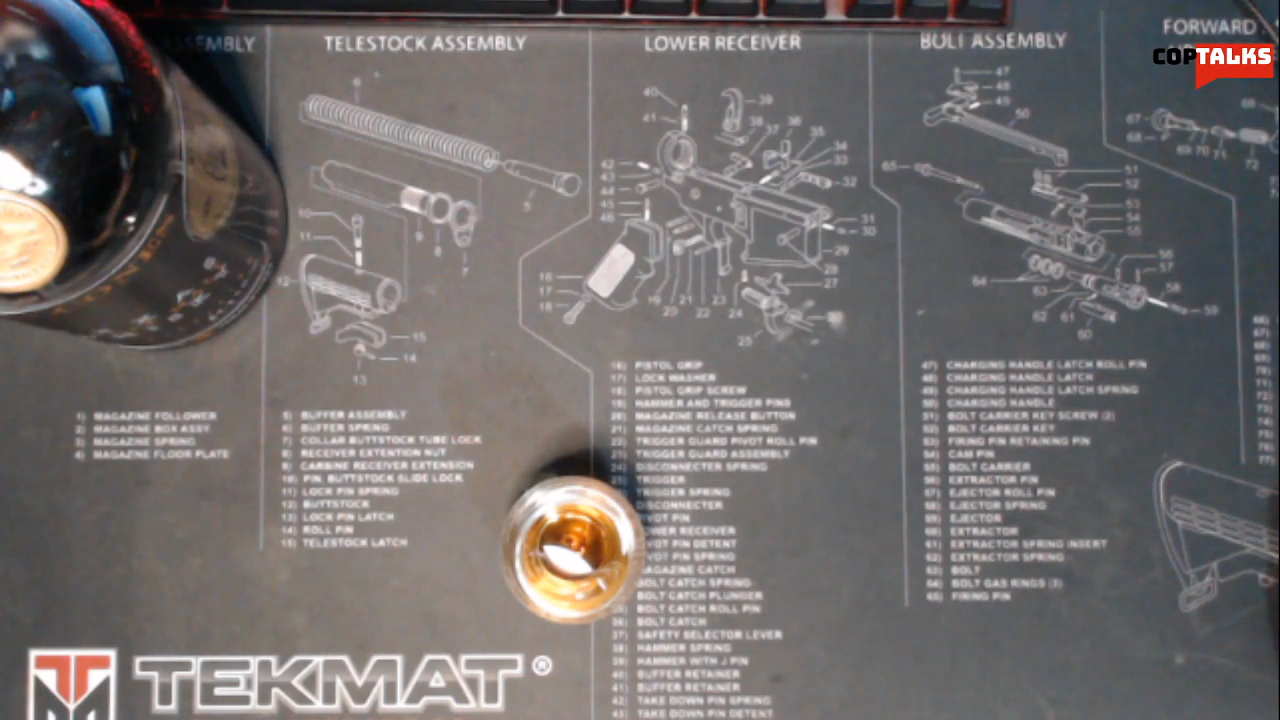 ASSEMBLY
TELESTOCK ASSEMBLY
LOWER RECEIVER
BOLT ASSEMBLY
FORWARD
COPTALKS
1) MAGAZINE FOLLOWER
2) MAGAZINE BOX ASSY
3) MAGAZINE SPRING
4) MAGAZINE FLOOR PLATE
5) BUFFER ASSEMBLY
6) BUFFER SPRING
7) COLLAR BUTTSTOCK TUBE LOCK
8) RECEIVER EXTENTION NUT
9) CARBINE RECEIVER EXTENSION
10) PIN, BUTTSTOCK SLIDE LOCK
11) LOCK PIN SPRING
12) BUTTSTOCK
13) LOCK PIN LATCH
14) ROLL PIN
15) TELESTOCK LATCH
16) PISTOL GRIP
17) LOCK WASHER
18) PISTOL GRIP SCREW
19) HAMMER AND TRIGGER PINS
20) MAGAZINE RELEASE BUTTON
21) MAGAZINE CATCH SPRING
22) TRIGGER GUARD PIVOT ROLL PIN
23) TRIGGER GUARD ASSEMBLY
24) DISCONNECTER SPRING
25) TRIGGER
TRIGGER SPRING
DISCONNECTER
PIVOT PIN
LOWER RECEIVER
PIVOT PIN DETENT
PIVOT PIN SPRING
MAGAZINE CATCH
BOLT CATCH SPRING
BOLT CATCH PLUNGER
BOLT CATCH ROLL PIN
36) BOLT CATCH
37) SAFETY SELECTOR LEVER
38) HAMMER SPRING
39) HAMMER WITH J PIN
40) BUFFER RETAINER
41) BUFFER RETAINER
42) TAKE DOWN PIN SPRING
43) TAKE DOWN PIN DETENT
47) CHARGING HANDLE LATCH ROLL PIN
48) CHARGING HANDLE LATCH
49) CHARGING HANDLE LATCH SPRING
50) CHARGING HANDLE
51) BOLT CARRIER KEY SCREW (2)
52) BOLT CARRIER KEY
53) FIRING PIN RETAINING PIN
54) CAM PIN
55) BOLT CARRIER
56) EXTRACTOR PIN
57) EJECTOR ROLL PIN
58) EJECTOR SPRING
59) EJECTOR
60) EXTRACTOR
61) EXTRACTOR SPRING INSERT
62) EXTRACTOR SPRING
63) BOLT
64) BOLT GAS RINGS (3)
65) FIRING PIN
TEKMAT®